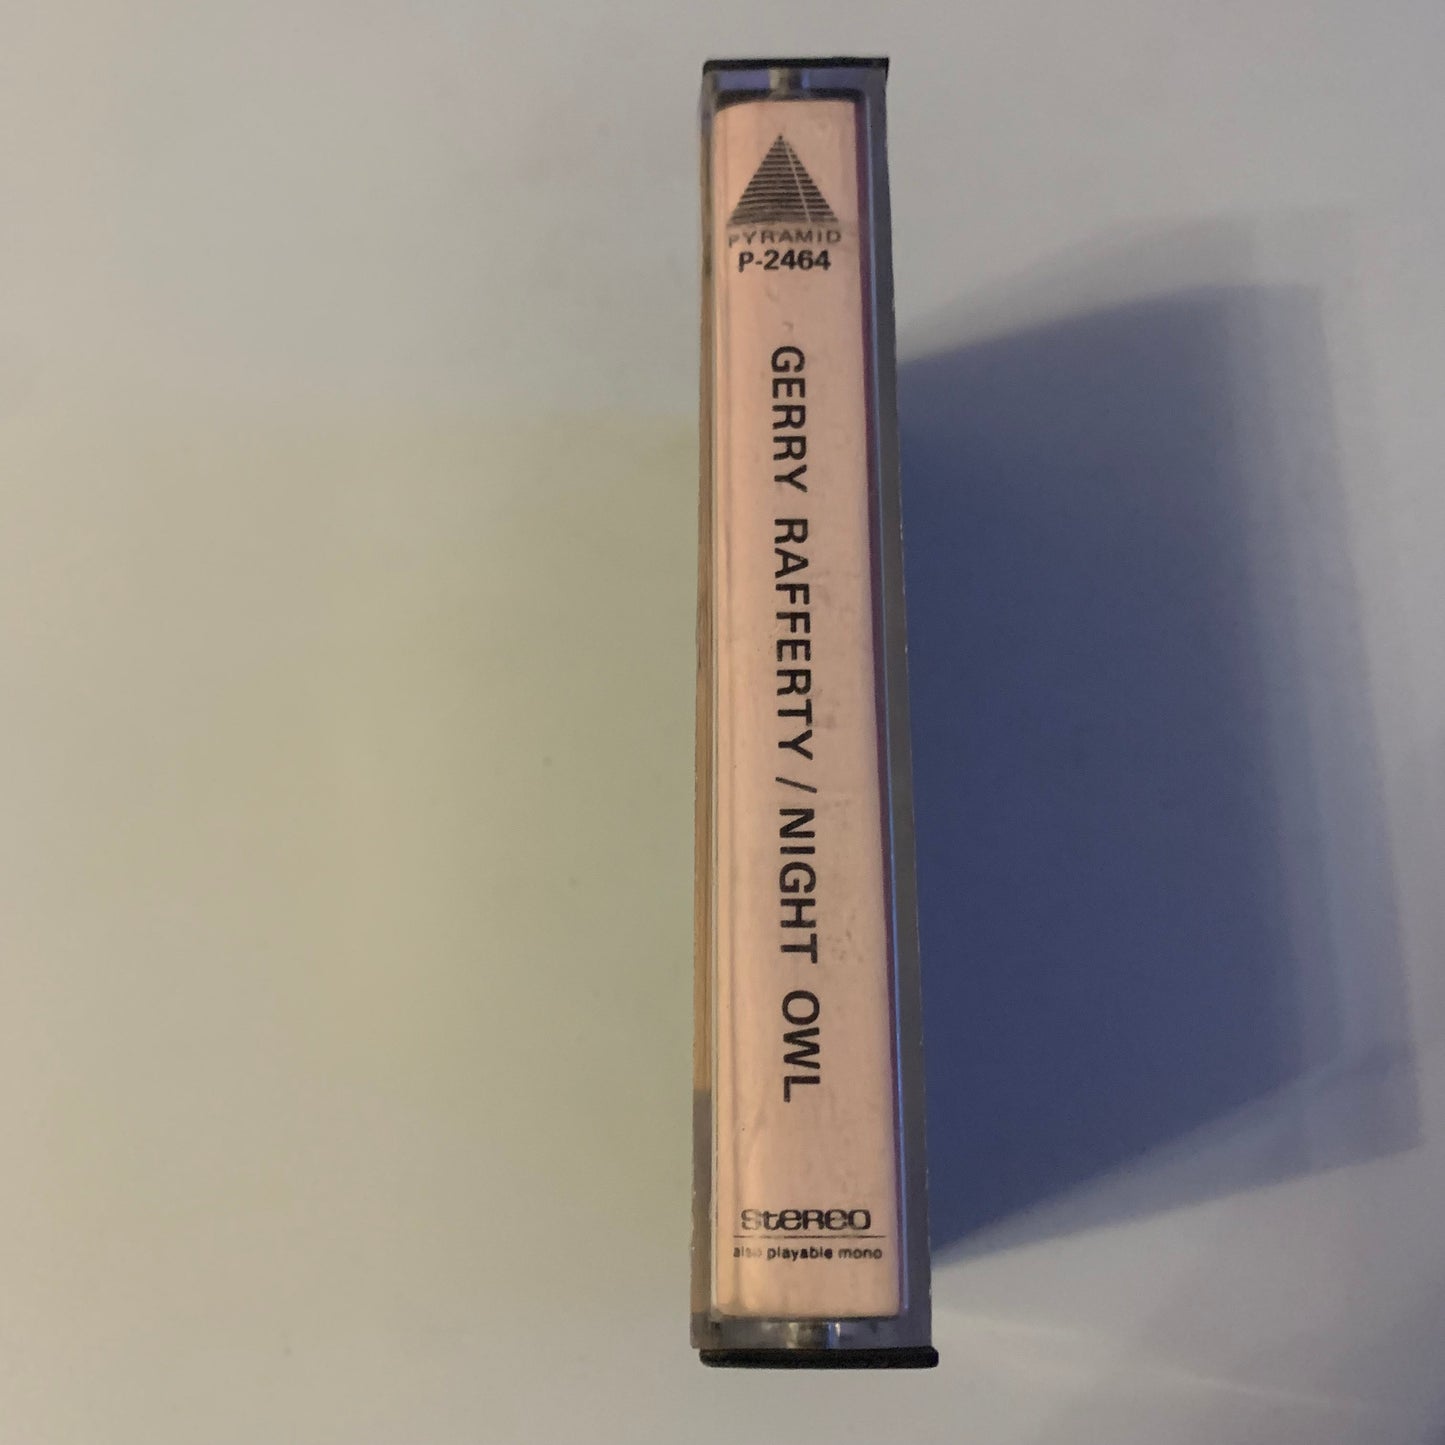 PYRAMID
P-2464
GERRY RAFFERTY / NIGHT OWL
stereo
also playable mono